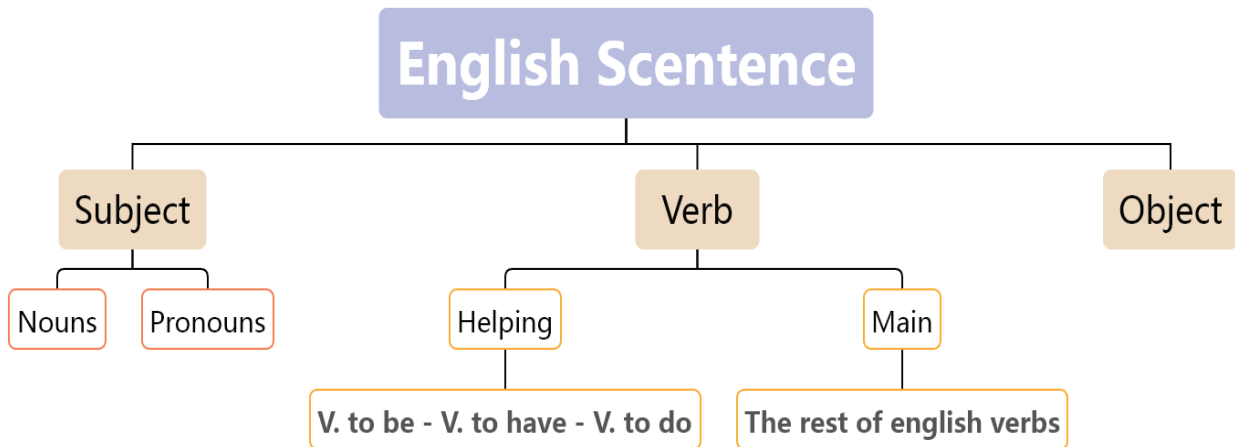 English Scentence
Subject
Verb
Object
Nouns
Pronouns
Helping
Main
V. to be - V. to have - V. to do
The rest of english verbs